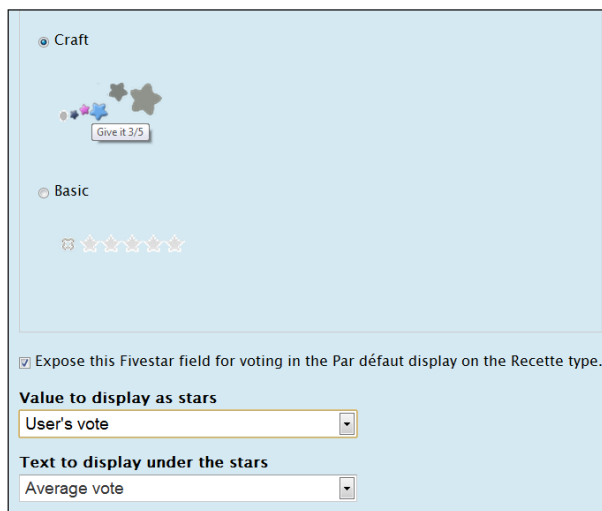 Craft
Give it 3/5
Basic
Expose this Fivestar field for voting in the Par défaut display on the Recette type.
Value to display as stars
User's vote
Text to display under the stars
Average vote